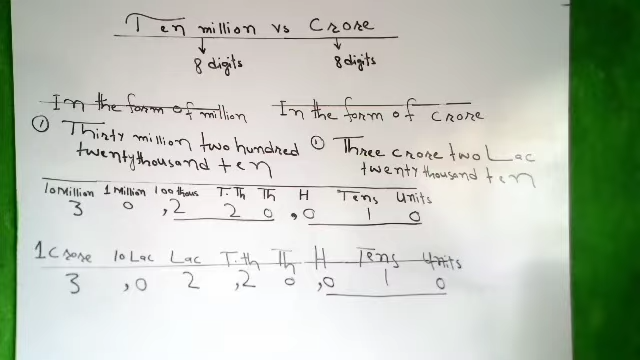 Ten million vs Crore
8 digits 8 digits
In the form of million In the form of crore
① Thirty million two hundred ① Three crore two Lac
twenty thousand ten twenty thousand ten
10 Million 1 Million 100 thous T.Th Th H Tens Units
3 0 ,2 2 0 ,0 1 0
1 Crore 10 Lac Lac T.th Th H Tens Units
3 ,0 2 ,2 0 ,0 1 0